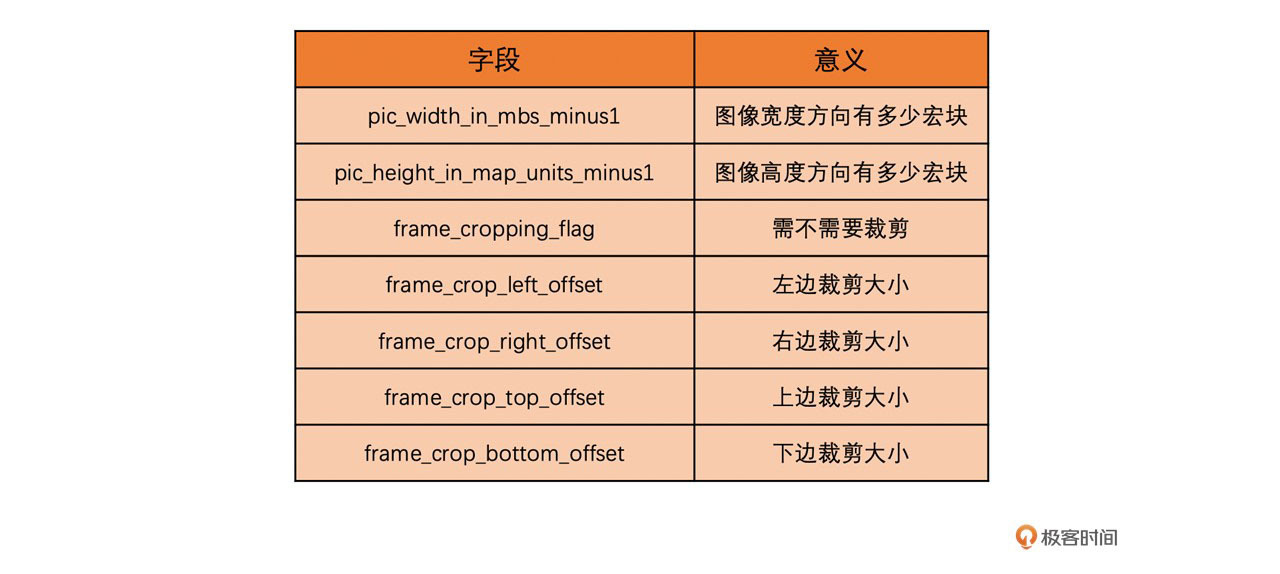 字段 意义
pic_width_in_mbs_minus1 图像宽度方向有多少宏块
pic_height_in_map_units_minus1 图像高度方向有多少宏块
frame_cropping_flag 需不需要裁剪
frame_crop_left_offset 左边裁剪大小
frame_crop_right_offset 右边裁剪大小
frame_crop_top_offset 上边裁剪大小
frame_crop_bottom_offset 下边裁剪大小
极客时间